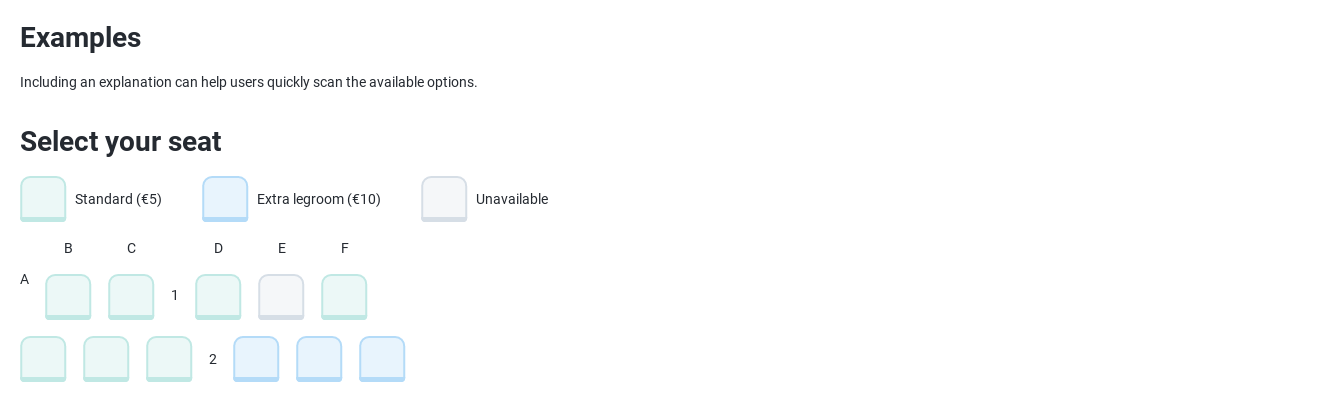 Examples
Including an explanation can help users quickly scan the available options.
Select your seat
Standard (€5) Extra legroom (€10) Unavailable
B C D E F
A 1
2